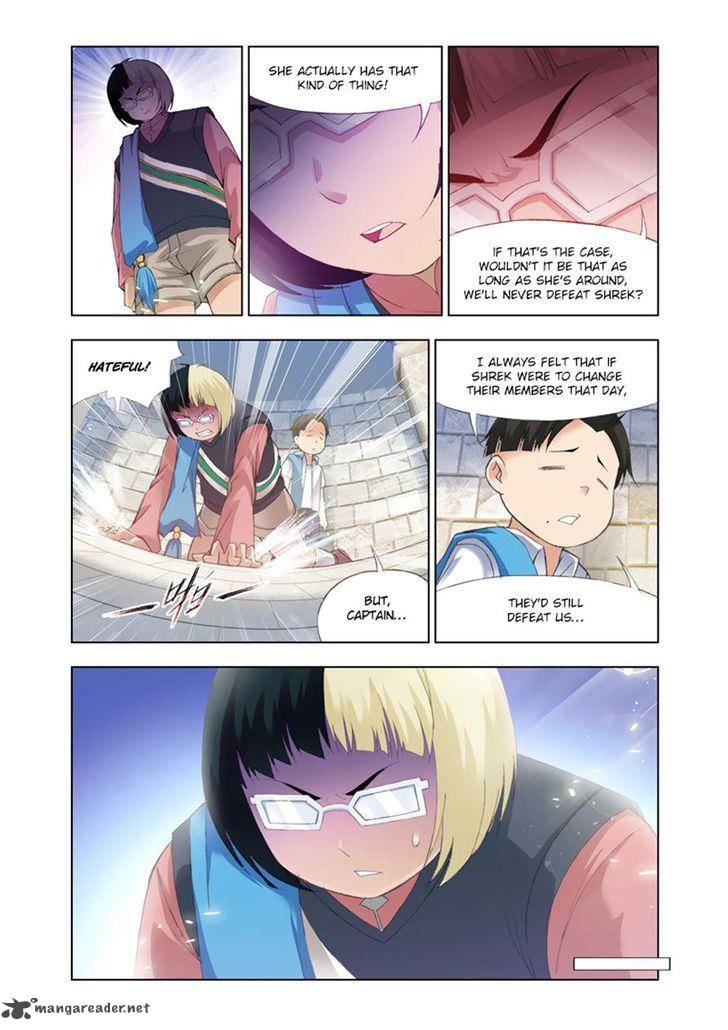 SHE ACTUALLY HAS THAT
KIND OF THING!
IF THAT'S THE CASE,
WOULDN'T IT BE THAT AS
LONG AS SHE'S AROUND,
WE'LL NEVER DEFEAT SHREK?
HATEFUL!
BUT,
CAPTAIN...
I ALWAYS FELT THAT IF
SHREK WERE TO CHANGE
THEIR MEMBERS THAT DAY,
THEY'D STILL
DEFEAT US...
mangareader.net